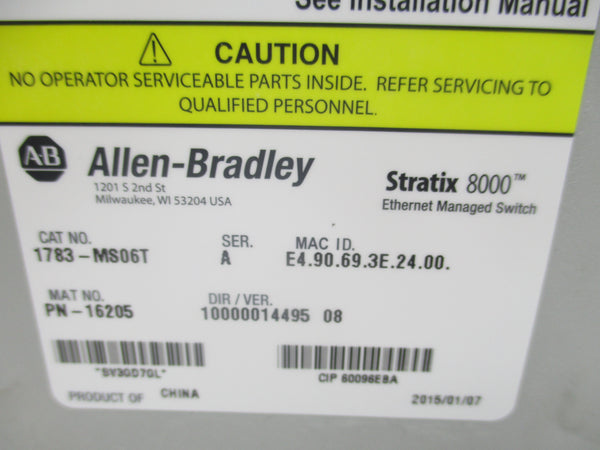 See Installation Manual
CAUTION
NO OPERATOR SERVICEABLE PARTS INSIDE. REFER SERVICING TO
QUALIFIED PERSONNEL.
AB Allen-Bradley
1201 S 2nd St
Milwaukee, WI 53204 USA
Stratix 8000™
Ethernet Managed Switch
CAT NO. SER. MAC ID.
1783-MS06T A E4.90.69.3E.24.00.
MAT NO. DIR / VER.
PN-16205 10000014495 08
"SV3GD7GL" CIP 60096E8A
PRODUCT OF CHINA 2015/01/07